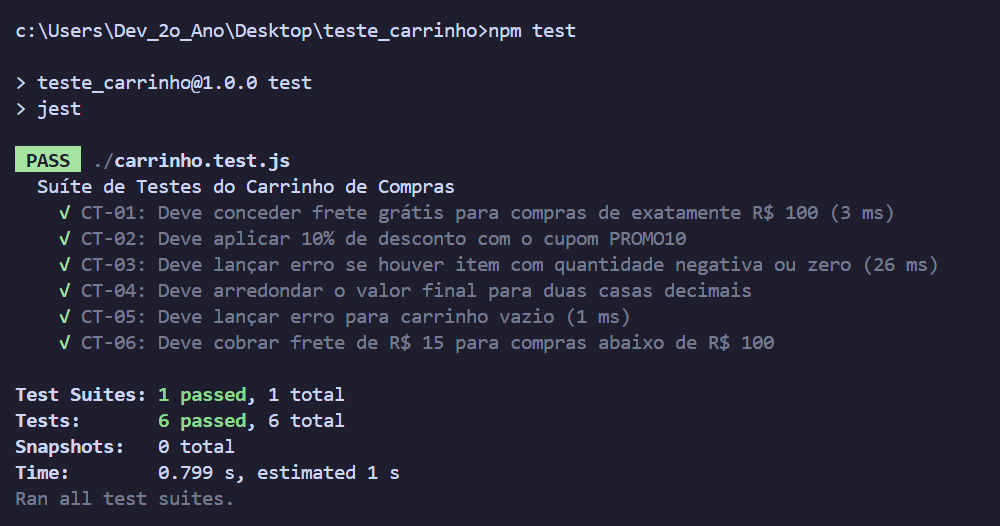 c:\Users\Dev_2o_Ano\Desktop\teste_carrinho>npm test
> teste_carrinho@1.0.0 test
> jest
PASS ./carrinho.test.js
Suíte de Testes do Carrinho de Compras
√ CT-01: Deve conceder frete grátis para compras de exatamente R$ 100 (3 ms)
√ CT-02: Deve aplicar 10% de desconto com o cupom PROMO10
√ CT-03: Deve lançar erro se houver item com quantidade negativa ou zero (26 ms)
√ CT-04: Deve arredondar o valor final para duas casas decimais
√ CT-05: Deve lançar erro para carrinho vazio (1 ms)
√ CT-06: Deve cobrar frete de R$ 15 para compras abaixo de R$ 100
Test Suites: 1 passed, 1 total
Tests: 6 passed, 6 total
Snapshots: 0 total
Time: 0.799 s, estimated 1 s
Ran all test suites.